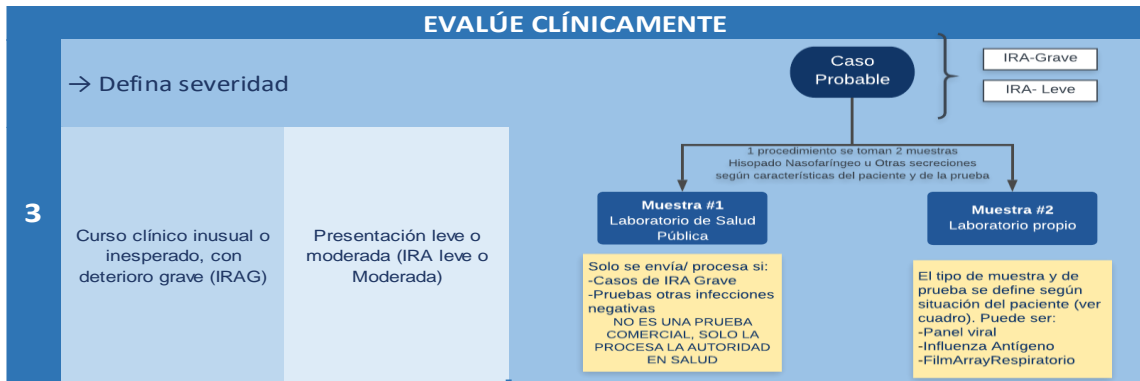 EVALÚE CLÍNICAMENTE
3
→ Defina severidad
Curso clínico inusual o
inesperado, con
deterioro grave (IRAG)
Presentación leve o
moderada (IRA leve o
Moderada)
Caso
Probable
IRA-Grave
IRA- Leve
1 procedimiento se toman 2 muestras
Hisopado Nasofaríngeo u Otras secreciones
según características del paciente y de la prueba
Muestra #1
Laboratorio de Salud
Pública
Solo se envía/ procesa si:
-Casos de IRA Grave
-Pruebas otras infecciones
negativas
NO ES UNA PRUEBA
COMERCIAL, SOLO LA
PROCESA LA AUTORIDAD
EN SALUD
Muestra #2
Laboratorio propio
El tipo de muestra y de
prueba se define según
situación del paciente (ver
cuadro). Puede ser:
-Panel viral
-Influenza Antígeno
-FilmArrayRespiratorio